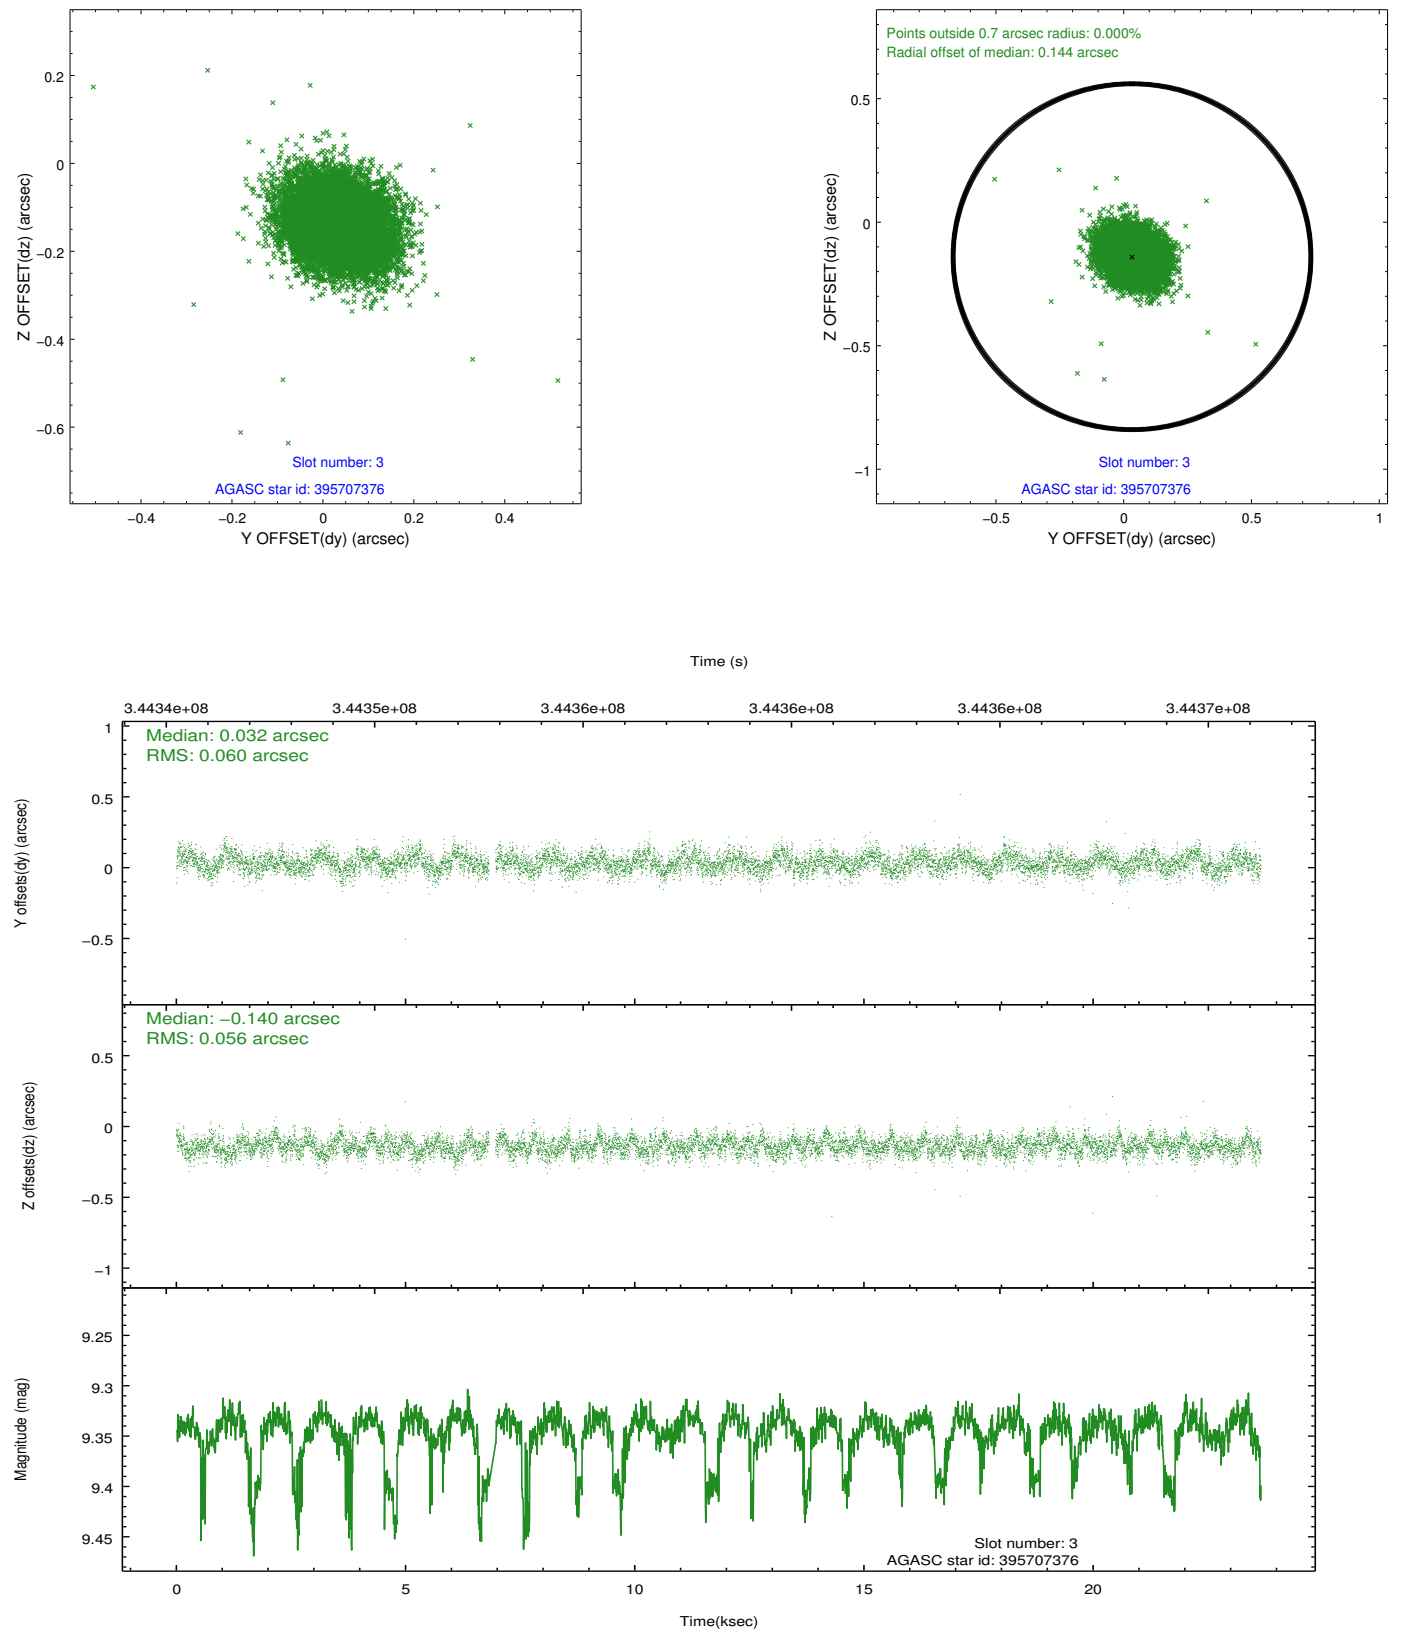 0.2
0
−0.2
−0.4
−0.6
Z OFFSET(dz) (arcsec)
Slot number: 3
AGASC star id: 395707376
−0.4 −0.2 0 0.2 0.4
Y OFFSET(dy) (arcsec)
Points outside 0.7 arcsec radius: 0.000%
Radial offset of median: 0.144 arcsec
0.5
0
−0.5
−1
Z OFFSET(dz) (arcsec)
Slot number: 3
AGASC star id: 395707376
−0.5 0 0.5 1
Y OFFSET(dy) (arcsec)
Time (s)
3.4434e+08 3.4435e+08 3.4436e+08 3.4436e+08 3.4436e+08 3.4437e+08
Median: 0.032 arcsec
RMS: 0.060 arcsec
1
0.5
0
−0.5
Y offsets(dy) (arcsec)
Median: −0.140 arcsec
RMS: 0.056 arcsec
0.5
0
−0.5
−1
Z offsets(dz) (arcsec)
9.25
9.3
9.35
9.4
9.45
Magnitude (mag)
Slot number: 3
AGASC star id: 395707376
0 5 10 15 20
Time(ksec)